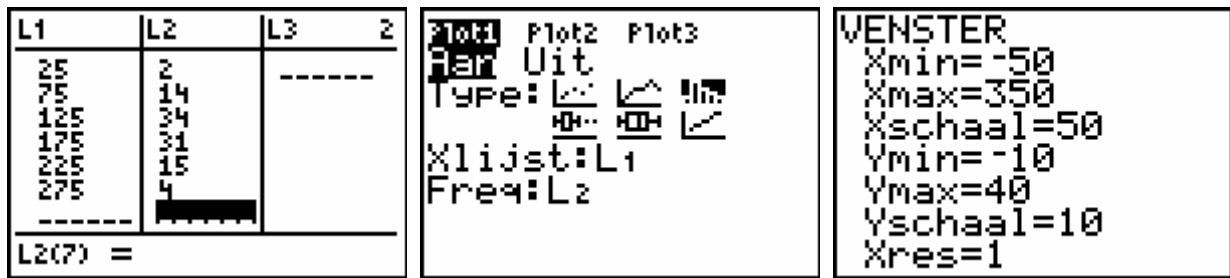 L1 L2 L3 2
25 2 ------
75 14
125 34
175 31
225 15
275 4
------
L2(7) =
Plot1 Plot2 Plot3
Aan Uit
Type:
Xlijst:L1
Freq:L2
VENSTER
Xmin=-50
Xmax=350
Xschaal=50
Ymin=-10
Ymax=40
Yschaal=10
Xres=1